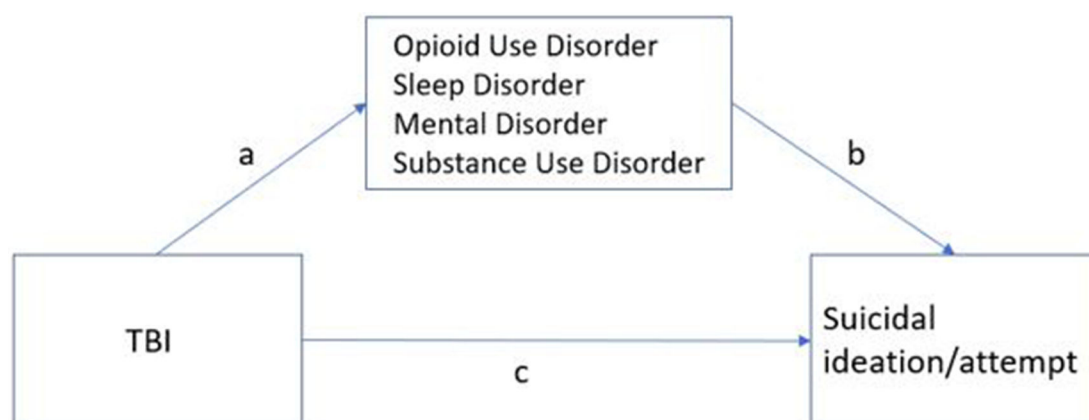 Opioid Use Disorder
Sleep Disorder
Mental Disorder
Substance Use Disorder
a
b
TBI
Suicidal
ideation/attempt
c